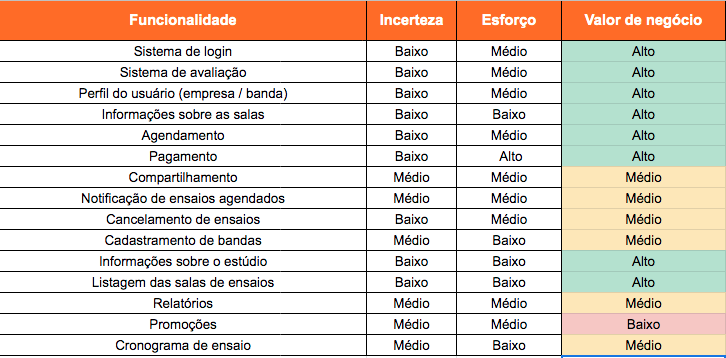 Funcionalidade Incerteza Esforço Valor de negócio
Sistema de login Baixo Médio Alto
Sistema de avaliação Baixo Médio Alto
Perfil do usuário (empresa / banda) Baixo Médio Alto
Informações sobre as salas Baixo Baixo Alto
Agendamento Baixo Médio Alto
Pagamento Baixo Alto Alto
Compartilhamento Médio Médio Médio
Notificação de ensaios agendados Médio Médio Médio
Cancelamento de ensaios Baixo Médio Médio
Cadastramento de bandas Médio Baixo Médio
Informações sobre o estúdio Baixo Baixo Alto
Listagem das salas de ensaios Baixo Baixo Alto
Relatórios Médio Médio Médio
Promoções Médio Médio Baixo
Cronograma de ensaio Médio Baixo Médio